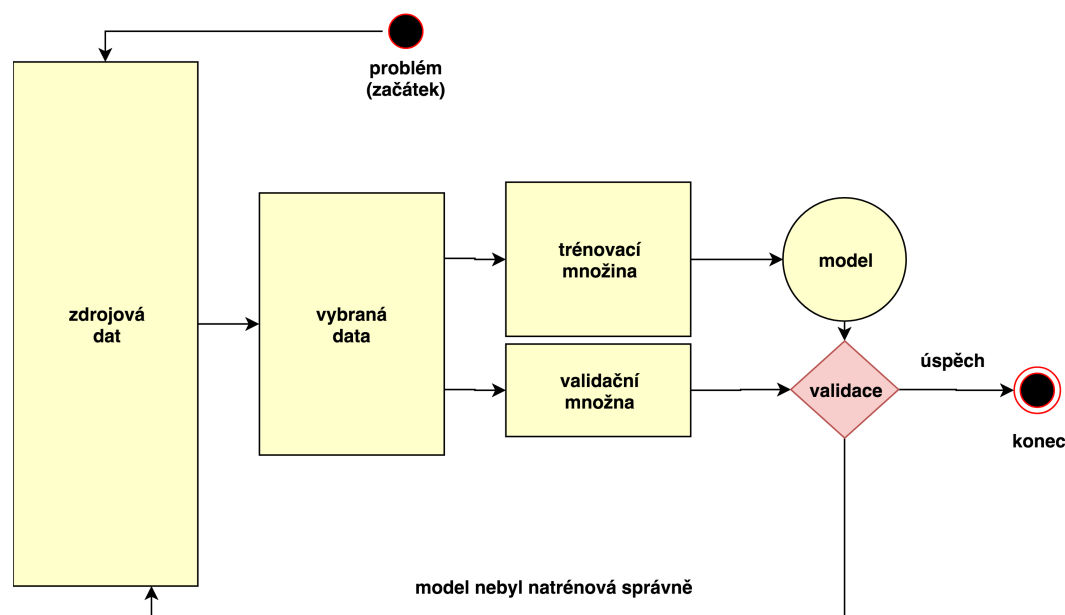 problém
(začátek)
zdrojová
dat
vybraná
data
trénovací
množina
model
validační
množna
validace
úspěch
konec
model nebyl natrénová správně